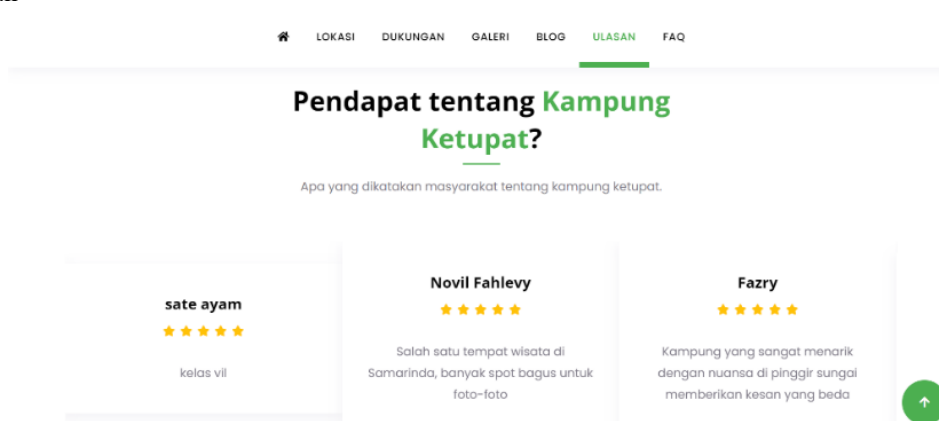 LOKASI DUKUNGAN GALERI BLOG ULASAN FAQ
Pendapat tentang Kampung
Ketupat?
Apa yang dikatakan masyarakat tentang kampung ketupat.
sate ayam
kelas vil
Novil Fahlevy
Salah satu tempat wisata di
Samarinda, banyak spot bagus untuk
foto-foto
Fazry
Kampung yang sangat menarik
dengan nuansa di pinggir sungai
memberikan kesan yang beda